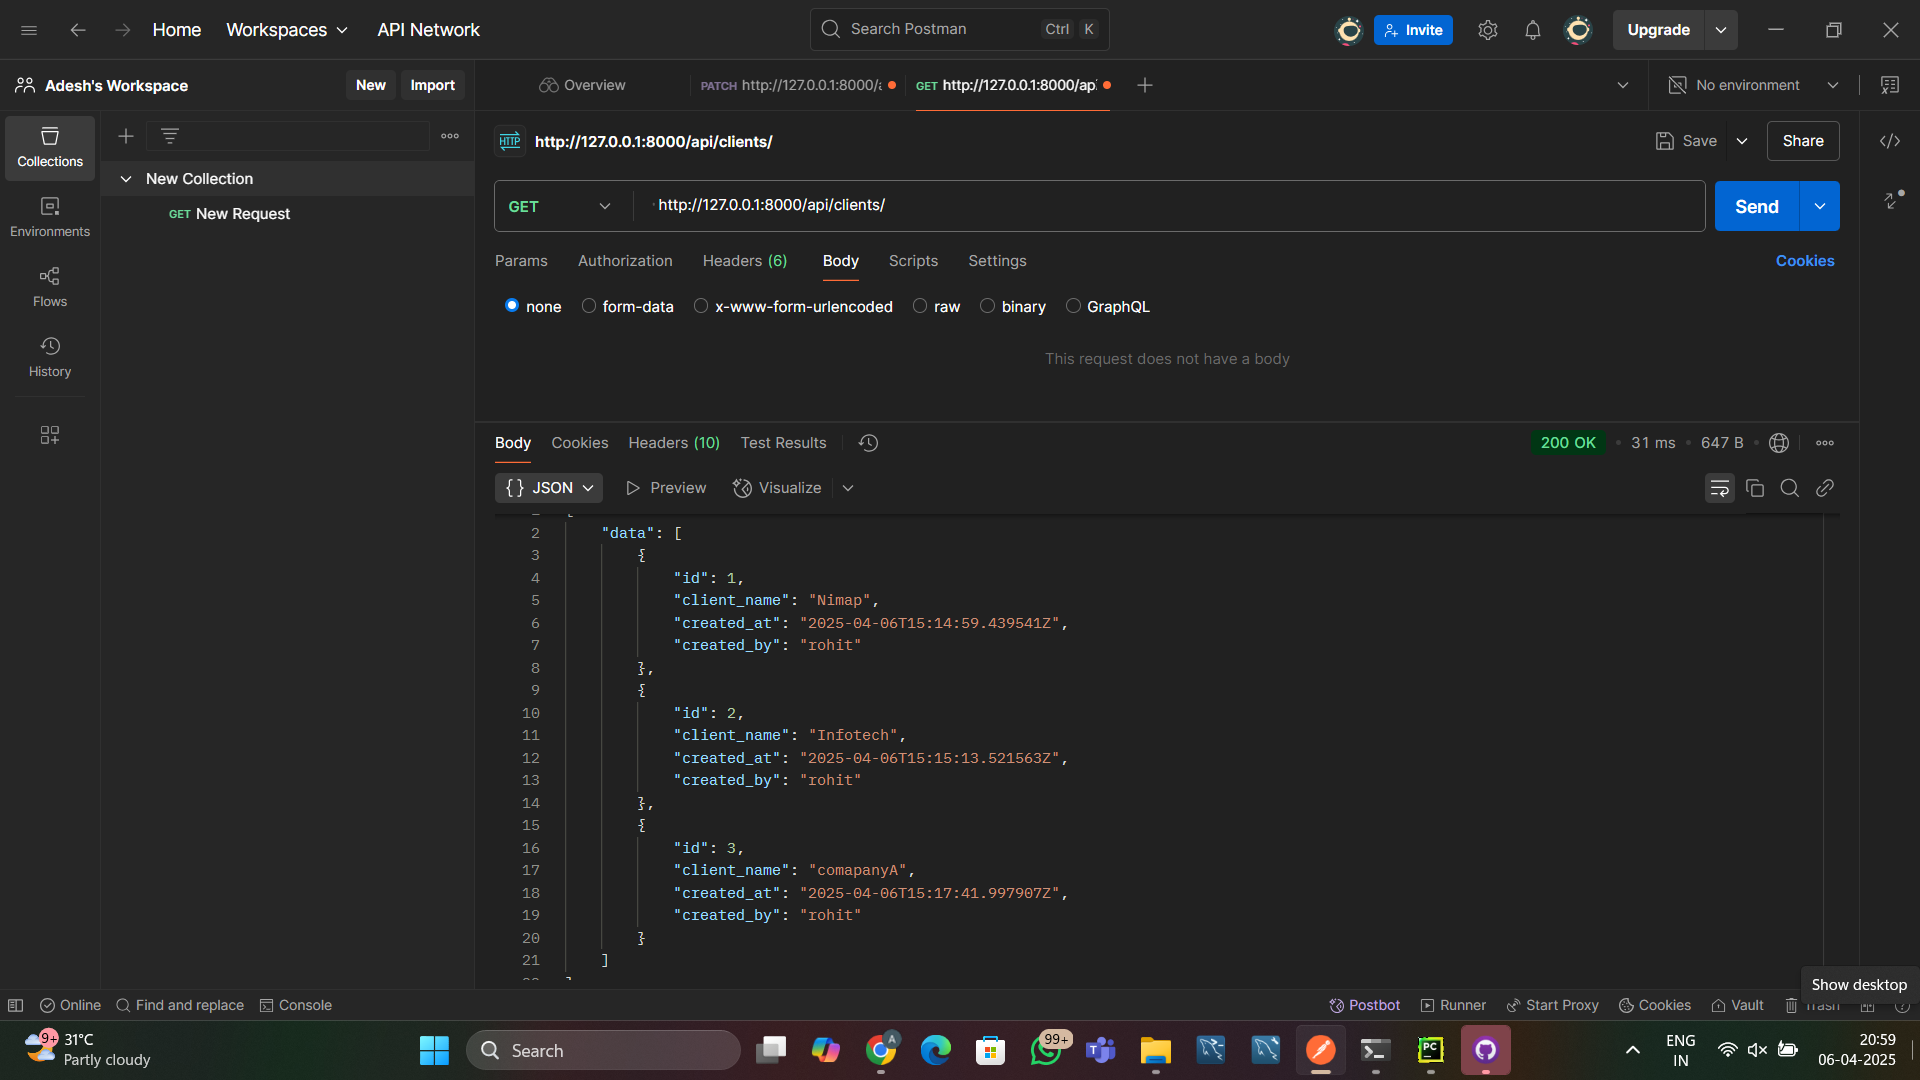 Home
Workspaces
API Network
Search Postman
Ctrl K
Invite
Upgrade
Adesh's Workspace
New
Import
Overview
PATCH http://127.0.0.1:8000/a
GET http://127.0.0.1:8000/api
No environment
Collections
Environments
Flows
History
New Collection
GET New Request
HTTP http://127.0.0.1:8000/api/clients/
Save
Share
GET
http://127.0.0.1:8000/api/clients/
Send
Params
Authorization
Headers (6)
Body
Scripts
Settings
Cookies
none
form-data
x-www-form-urlencoded
raw
binary
GraphQL
This request does not have a body
Body
Cookies
Headers (10)
Test Results
200 OK
31 ms
647 B
{} JSON
Preview
Visualize
2 "data": [
3 {
4 "id": 1,
5 "client_name": "Nimap",
6 "created_at": "2025-04-06T15:14:59.439541Z",
7 "created_by": "rohit"
8 },
9 {
10 "id": 2,
11 "client_name": "Infotech",
12 "created_at": "2025-04-06T15:15:13.521563Z",
13 "created_by": "rohit"
14 },
15 {
16 "id": 3,
17 "client_name": "comapanyA",
18 "created_at": "2025-04-06T15:17:41.997907Z",
19 "created_by": "rohit"
20 }
21 ]
Show desktop
Online
Find and replace
Console
Postbot
Runner
Start Proxy
Cookies
Vault
Trash
9+
31°C
Partly cloudy
Search
A
99+
PC
ENG
IN
20:59
06-04-2025